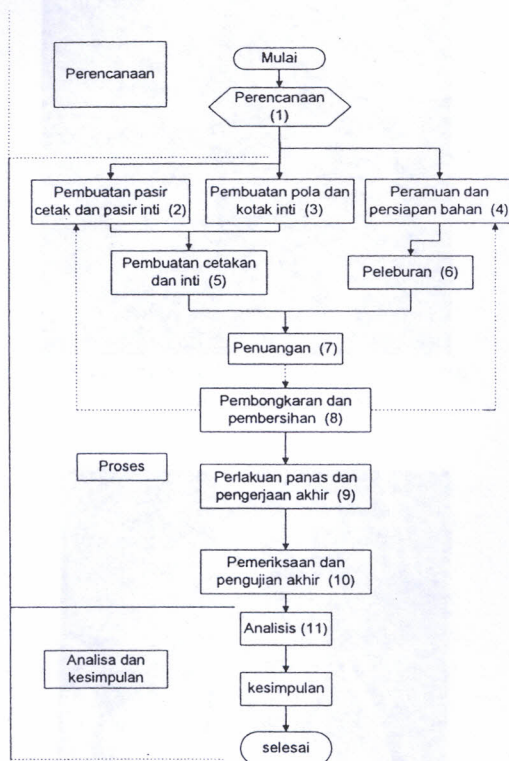 Mulai
Perencanaan
Perencanaan
(1)
Pembuatan pasir
cetak dan pasir inti (2)
Pembuatan pola dan
kotak inti (3)
Peramuan dan
persiapan bahan (4)
Pembuatan cetakan
dan inti (5)
Peleburan (6)
Penuangan (7)
Pembongkaran dan
pembersihan (8)
Proses
Perlakuan panas dan
pengerjaan akhir (9)
Pemeriksaan dan
pengujian akhir (10)
Analisis (11)
Analisa dan
kesimpulan
kesimpulan
selesai